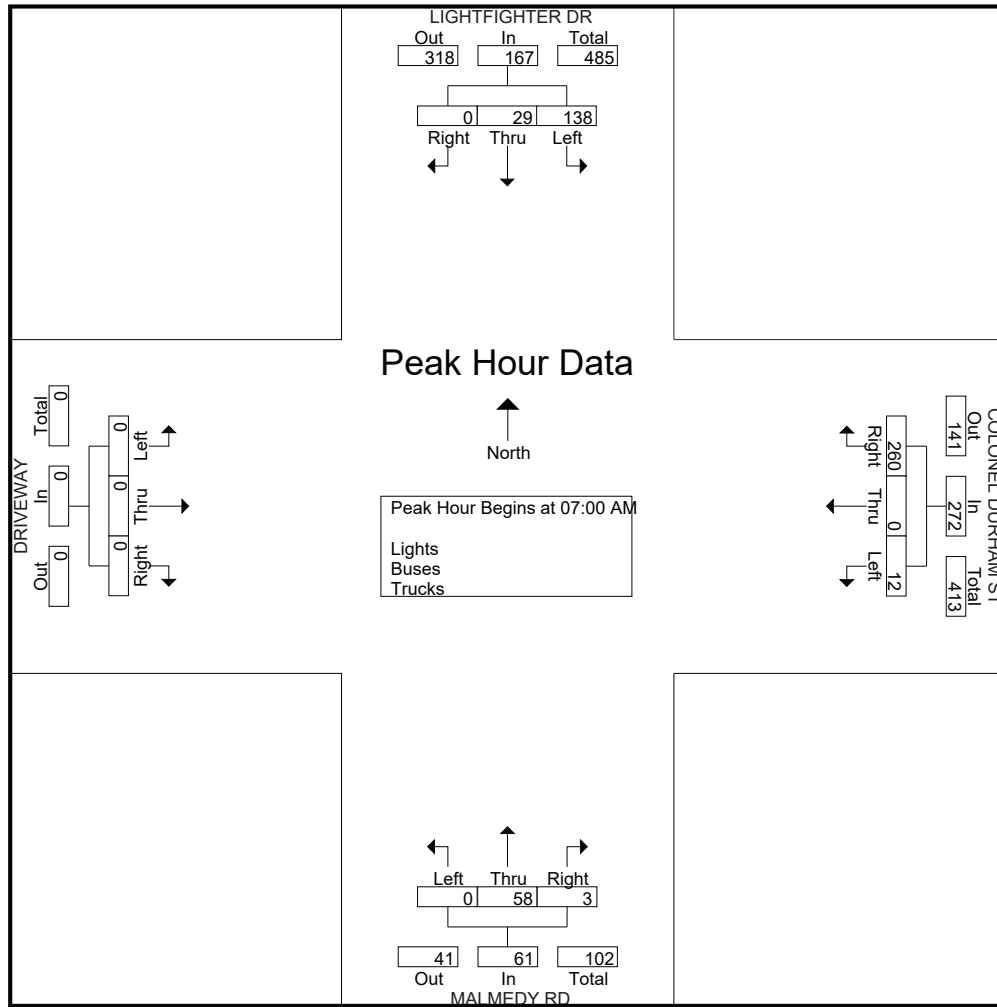 LIGHTFIGHTER DR
Out In Total
318 167 485
0 29 138
Right Thru Left
Peak Hour Data
North
Peak Hour Begins at 07:00 AM
Lights
Buses
Trucks
DRIVEWAY
Out In Total
0 0 0
0 0 0
Right Thru Left
COLONEL DURHAM ST
Out In Total
141 272 413
260 0 12
Right Thru Left
Left Thru Right
0 58 3
41 61 102
Out In Total
MALMEDY RD